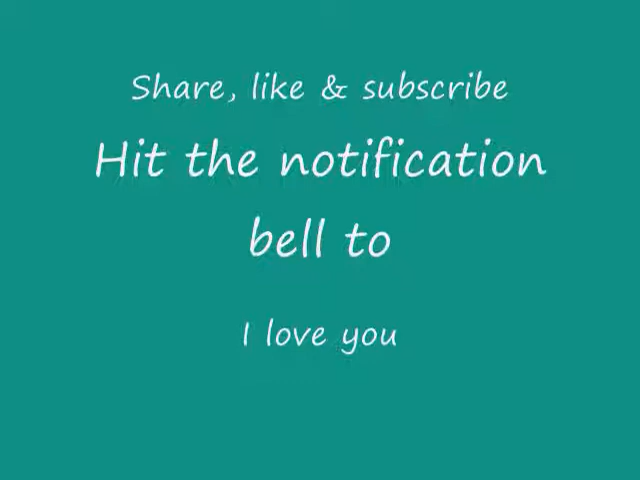 Share, like & subscribe
Hit the notification
bell to
I love you